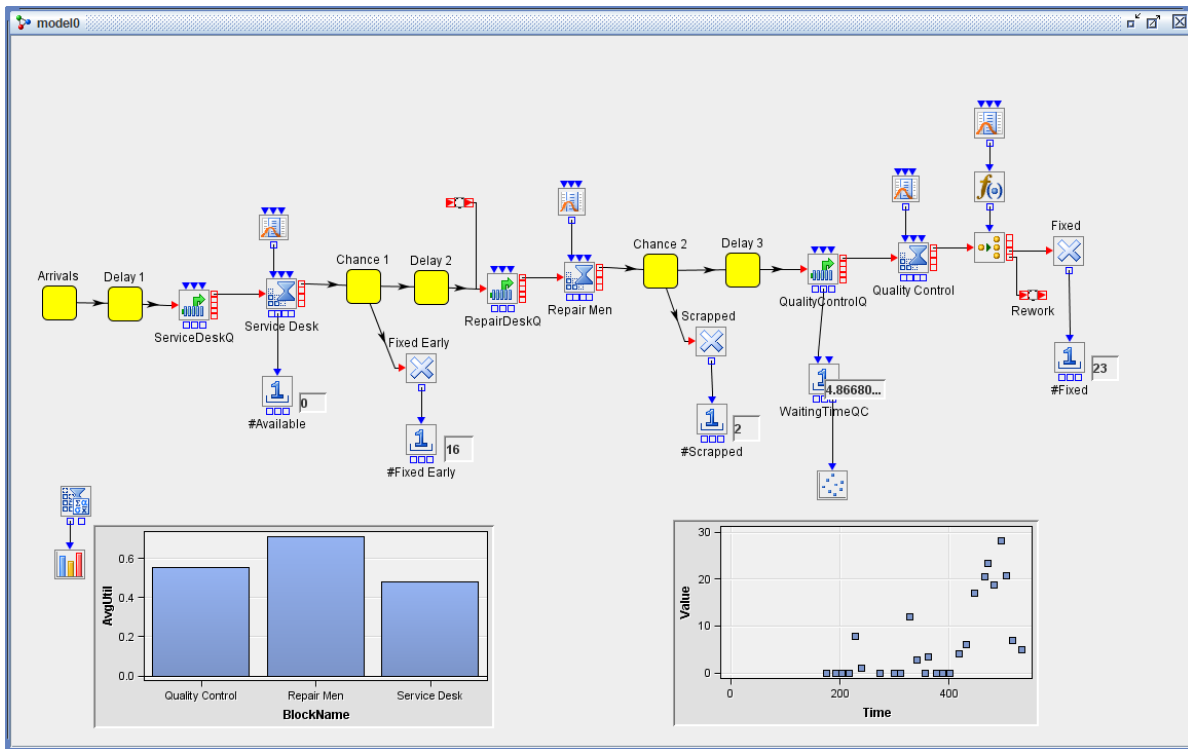 model0
Fixed
Arrivals
Delay 1
Chance 1
Delay 2
Chance 2
Delay 3
ServiceDeskQ
Service Desk
RepairDeskQ
Repair Men
QualityControlQ
Quality Control
Rework
Fixed Early
Scrapped
0
#Available
16
#Fixed Early
2
#Scrapped
4.86680...
WaitingTimeQC
23
#Fixed
AvgUtil
0.6
0.4
0.2
0.0
Quality Control
Repair Men
Service Desk
BlockName
Value
30
20
10
0
0
200
400
Time